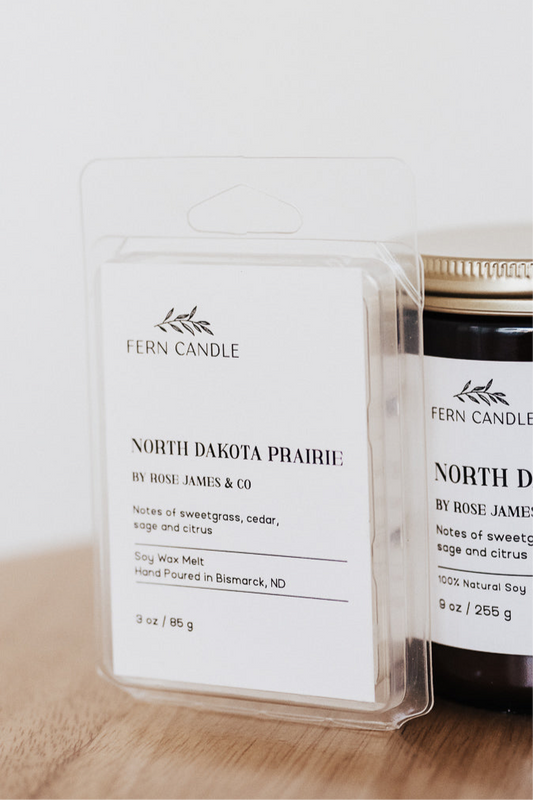 FERN CANDLE
NORTH DAKOTA PRAIRIE
BY ROSE JAMES & CO
Notes of sweetgrass, cedar,
sage and citrus
Soy Wax Melt
Hand Poured in Bismarck, ND
3 oz / 85 g
FERN CANDLE
NORTH D
BY ROSE JAMES
Notes of sweetg
sage and citrus
100% Natural Soy
9 oz / 255 g